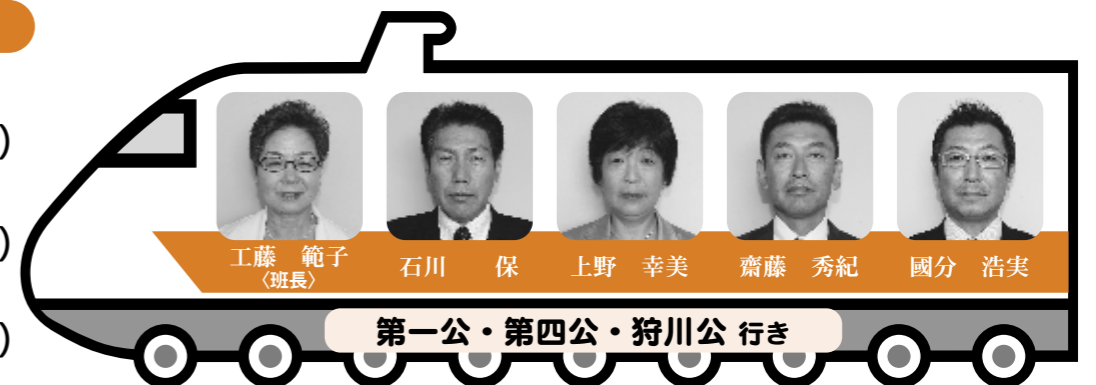 )
)
)
工藤　範子
〈班長〉
石川　　保
上野　幸美
齋藤　秀紀
國分　浩実
第一公・第四公・狩川公 行き